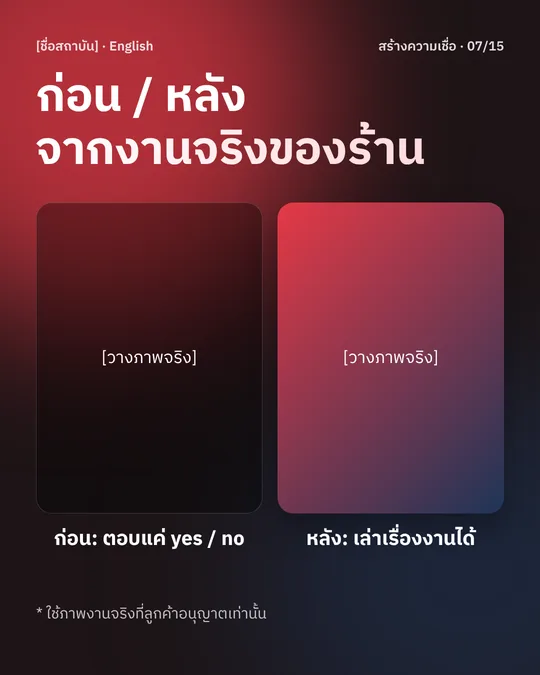 [ชื่อสถาบัน] · English
สร้างความเชื่อ · 07/15
ก่อน / หลัง
จากงานจริงของร้าน
[วางภาพจริง]
[วางภาพจริง]
ก่อน: ตอบแค่ yes / no
หลัง: เล่าเรื่องงานได้
* ใช้ภาพงานจริงที่ลูกค้าอนุญาตเท่านั้น